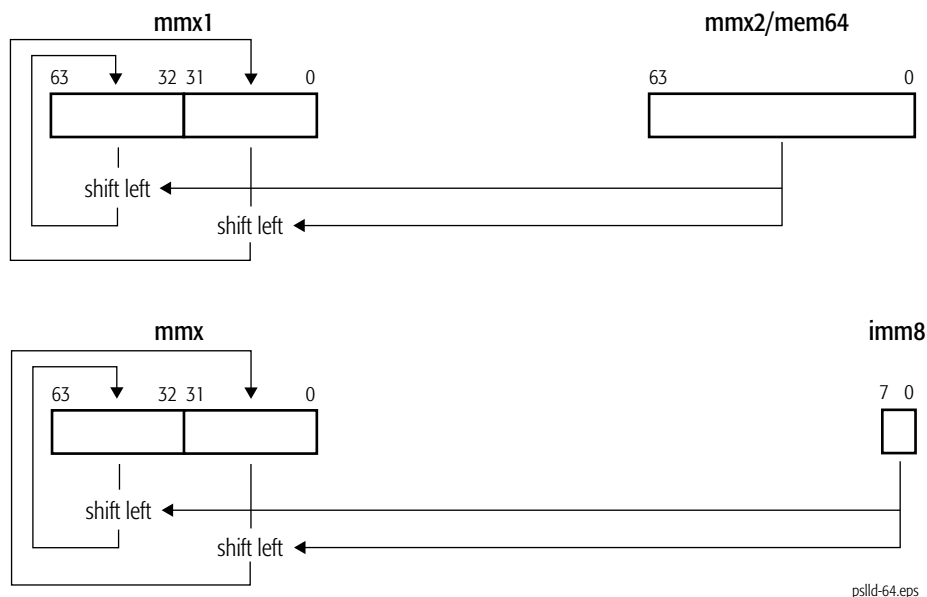 mmx1 mmx2/mem64
63 32 31 0 63 0
shift left
shift left
mmx imm8
63 32 31 0 7 0
shift left
shift left
pslld-64.eps